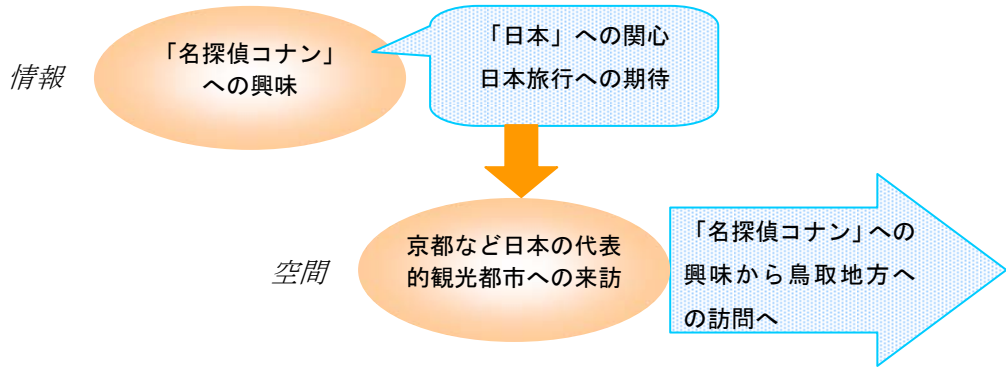 情報
「名探偵コナン」
への興味
「日本」への関心
日本旅行への期待
空間
京都など日本の代表
的観光都市への来訪
「名探偵コナン」への
興味から鳥取地方へ
の訪問へ